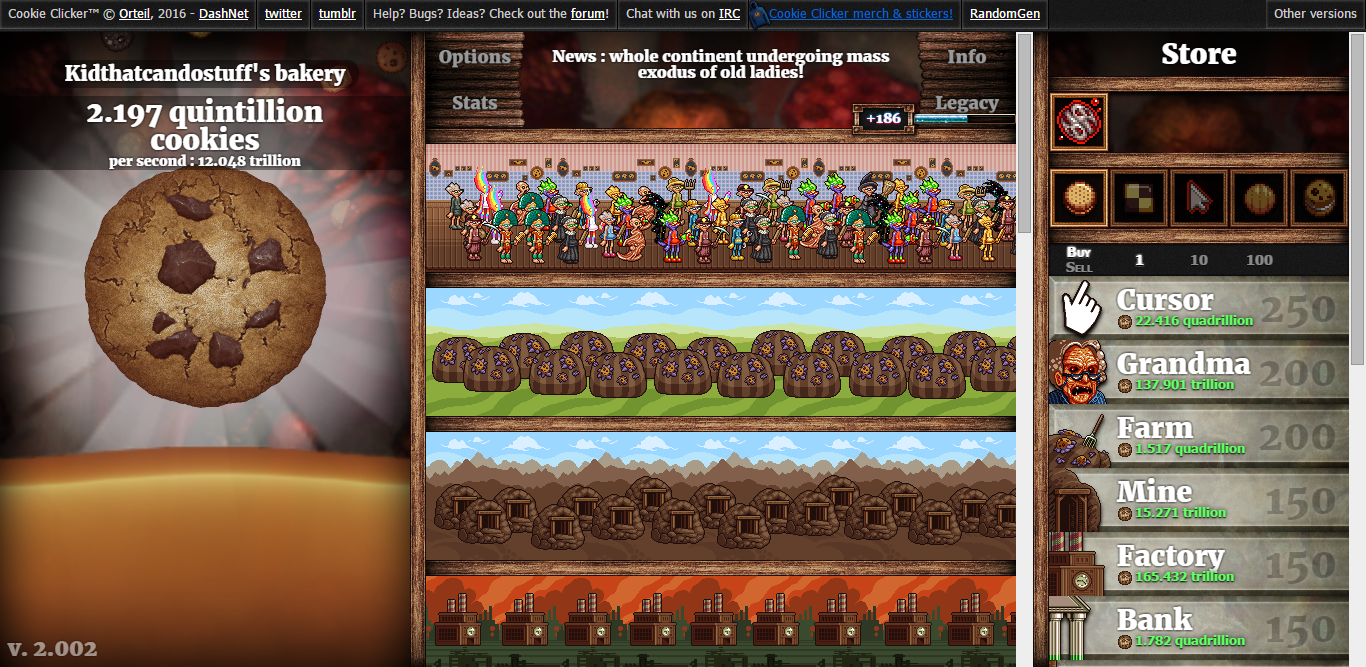 Cookie Clicker™ © Orteil, 2016 - DashNet
twitter
tumblr
Help? Bugs? Ideas? Check out the forum!
Chat with us on IRC
Cookie Clicker merch & stickers!
RandomGen
Other versions
Kidthatcandostuff's bakery
2.197 quintillion
cookies
per second : 12.048 trillion
v. 2.002
Options
Stats
News : whole continent undergoing mass
exodus of old ladies!
Info
Legacy
+186
Store
Buy
Sell
1
10
100
Cursor
22.416 quadrillion
250
Grandma
137.901 trillion
200
Farm
1.517 quadrillion
200
Mine
15.271 trillion
150
Factory
165.432 trillion
150
Bank
1.782 quadrillion
150